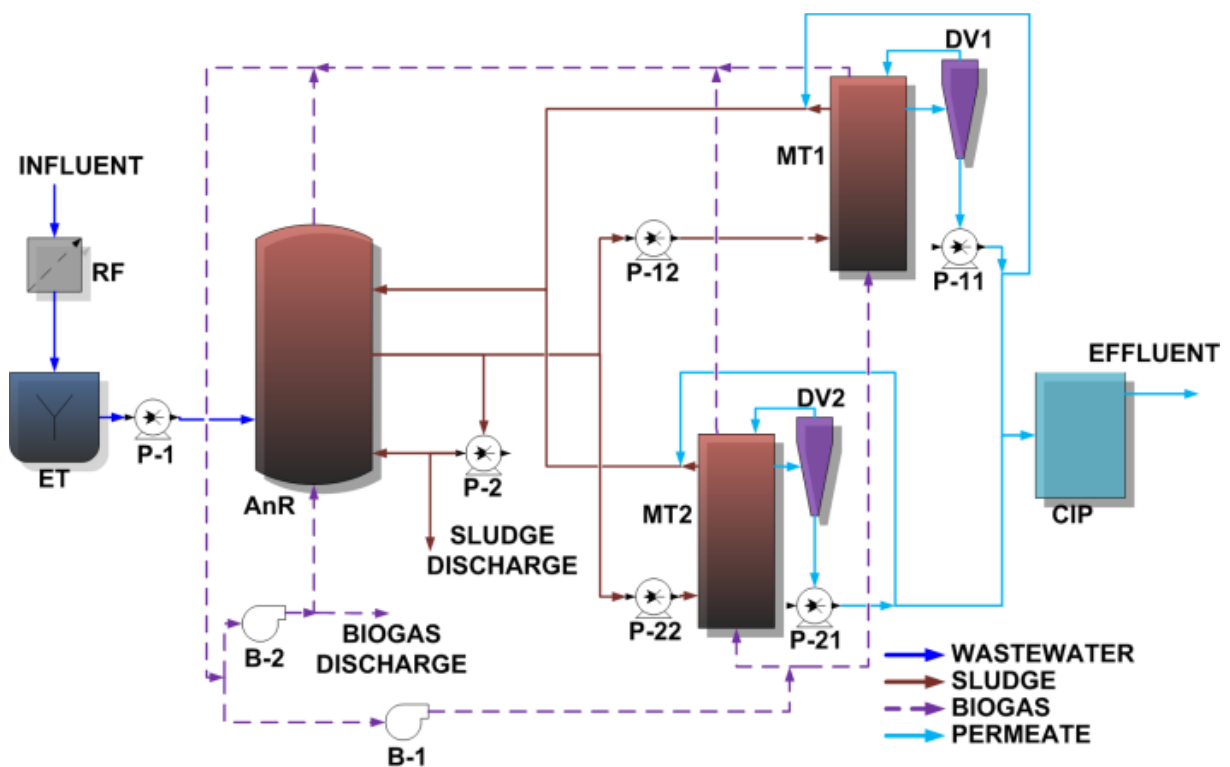 DV1
MT1
INFLUENT
RF
P-12
P-11
EFFLUENT
DV2
P-1
ET
AnR
P-2
MT2
CIP
SLUDGE
DISCHARGE
P-22
P-21
BIOGAS
DISCHARGE
B-2
B-1
WASTEWATER
SLUDGE
BIOGAS
PERMEATE